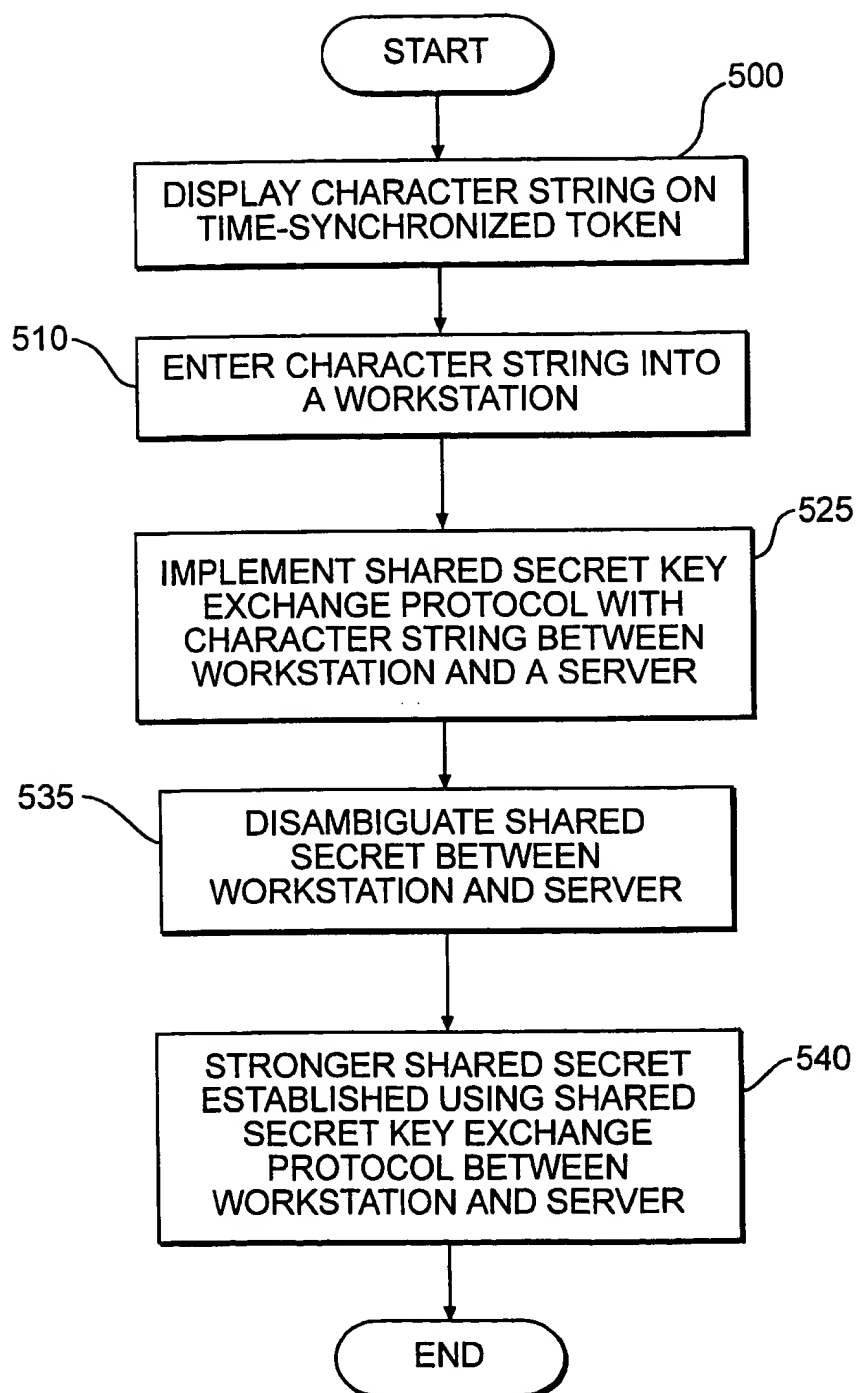 START
500
DISPLAY CHARACTER STRING ON
TIME-SYNCHRONIZED TOKEN
510
ENTER CHARACTER STRING INTO
A WORKSTATION
525
IMPLEMENT SHARED SECRET KEY
EXCHANGE PROTOCOL WITH
CHARACTER STRING BETWEEN
WORKSTATION AND A SERVER
535
DISAMBIGUATE SHARED
SECRET BETWEEN
WORKSTATION AND SERVER
540
STRONGER SHARED SECRET
ESTABLISHED USING SHARED
SECRET KEY EXCHANGE
PROTOCOL BETWEEN
WORKSTATION AND SERVER
END